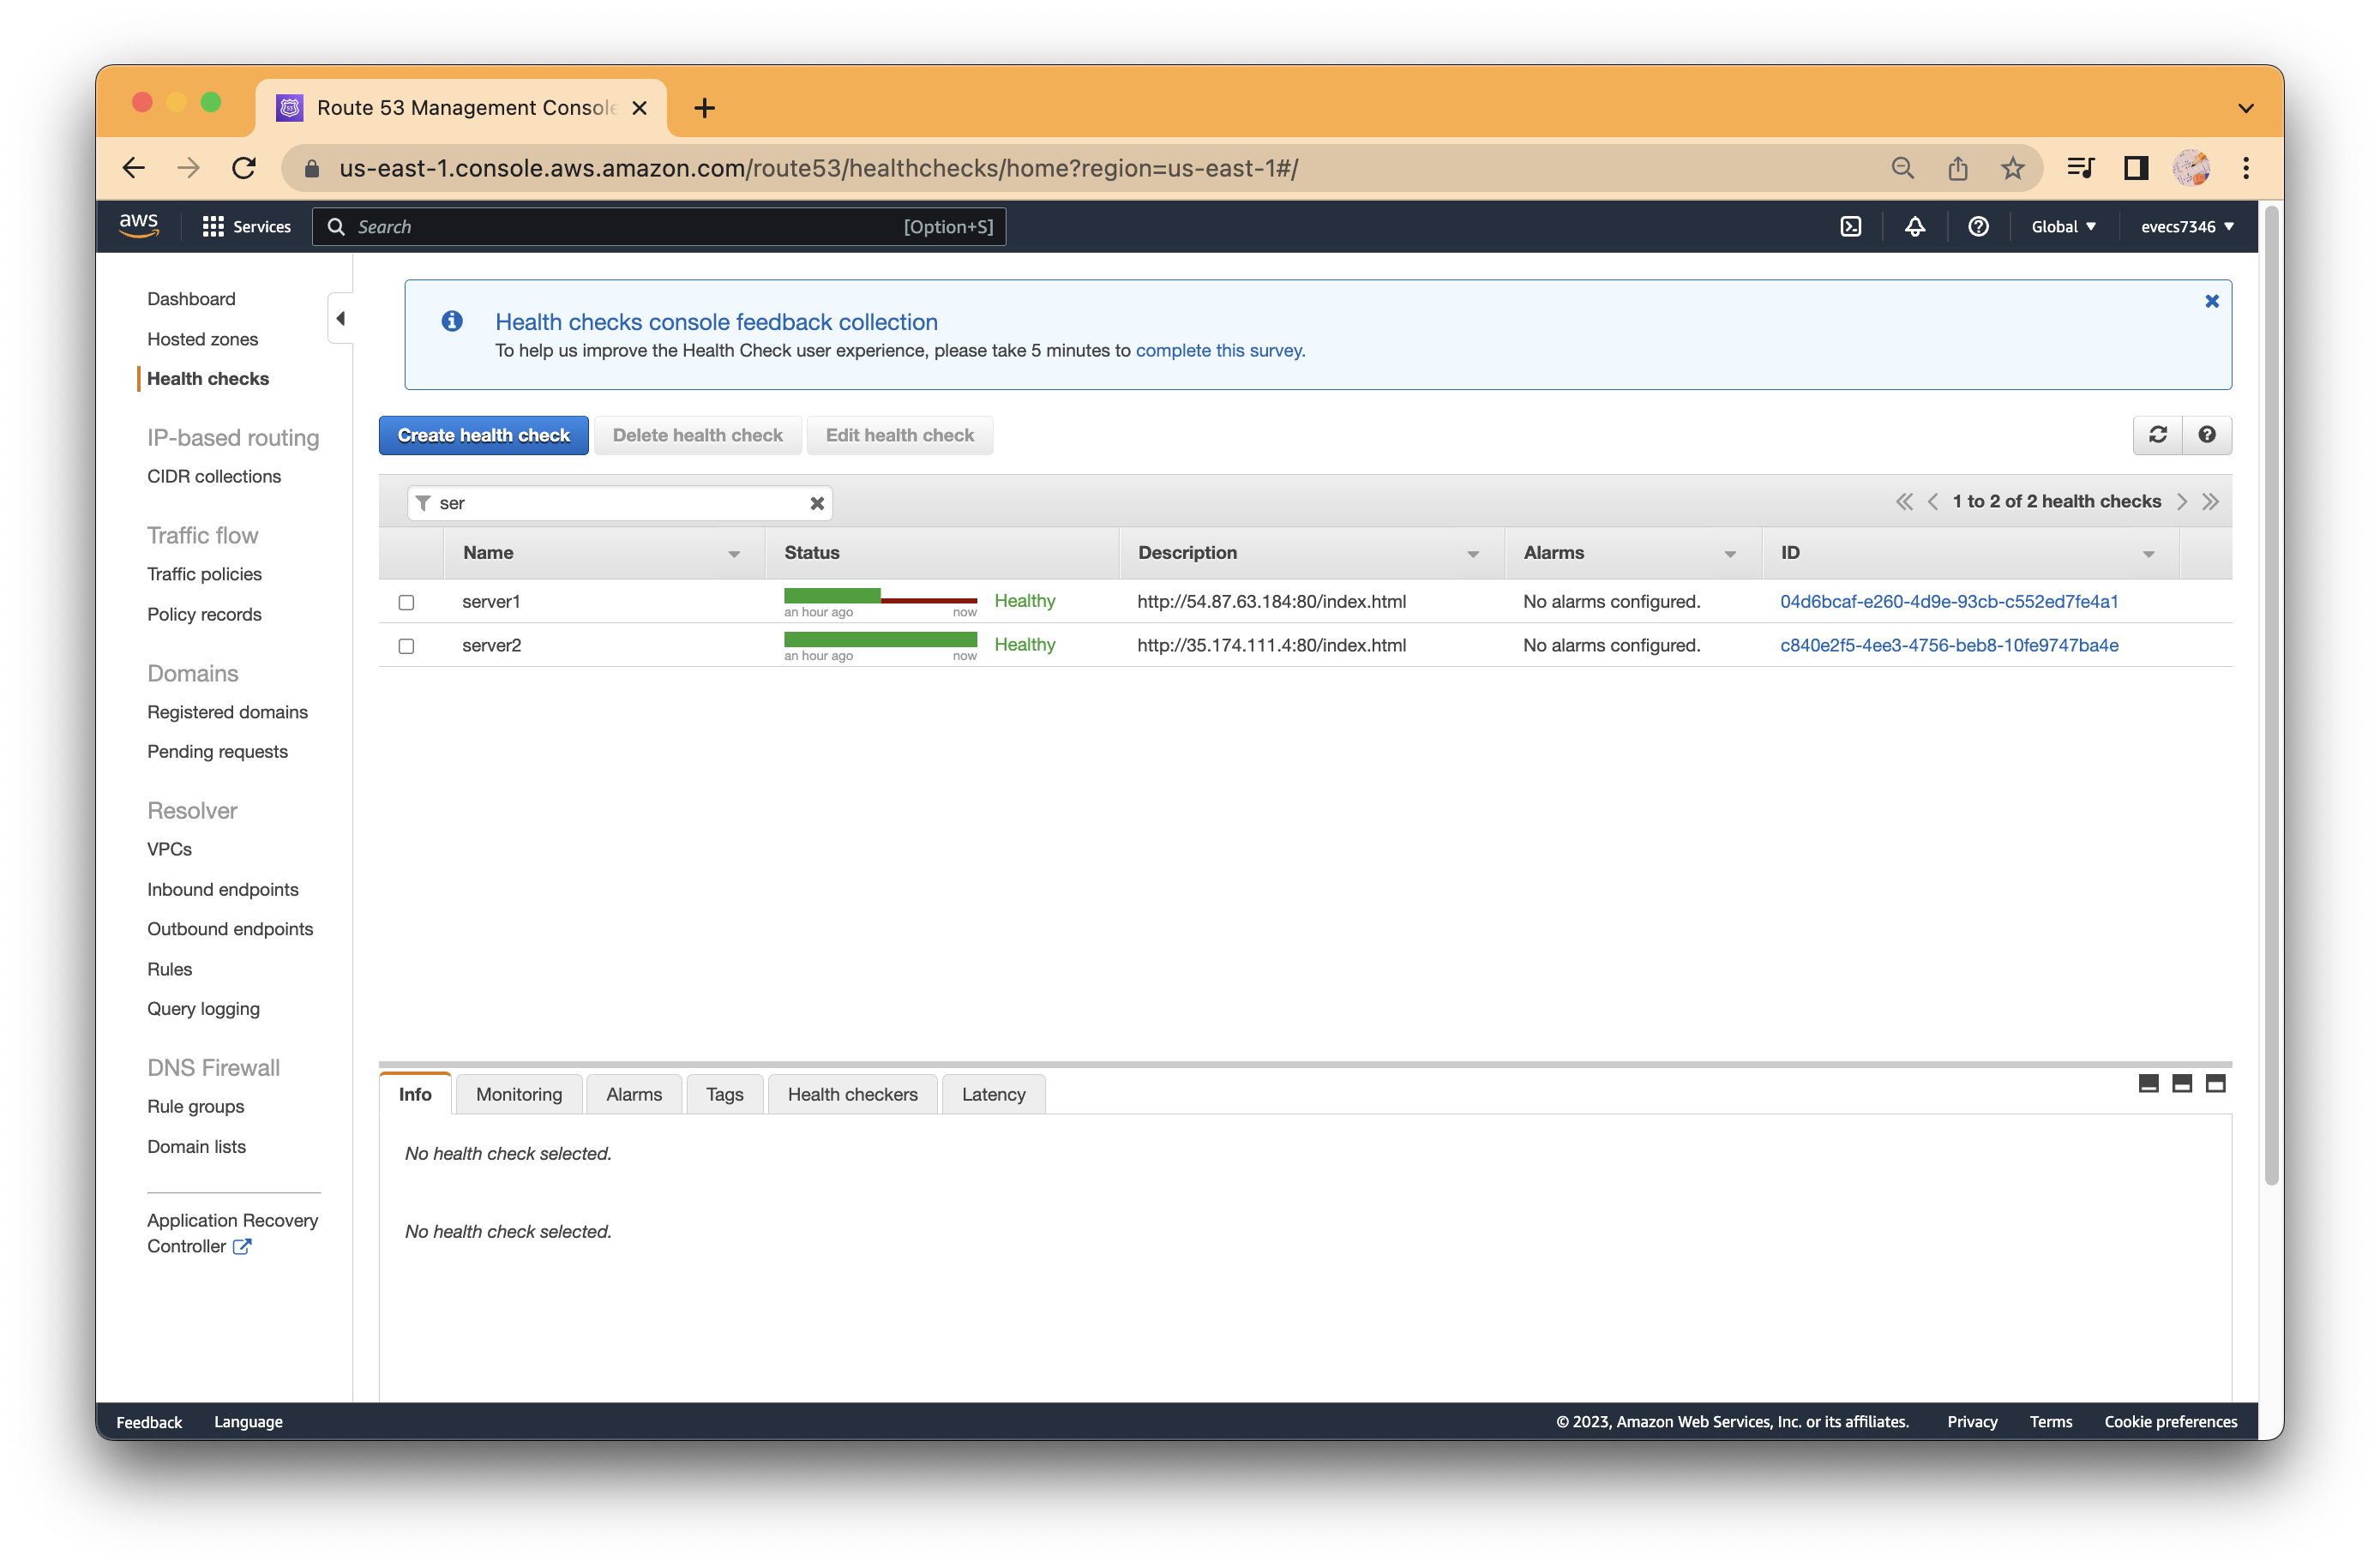 Route 53 Management Console
us-east-1.console.aws.amazon.com/route53/healthchecks/home?region=us-east-1#/
aws
Services
Search
[Option+S]
Global
evecs7346
Dashboard
Hosted zones
Health checks
IP-based routing
CIDR collections
Traffic flow
Traffic policies
Policy records
Domains
Registered domains
Pending requests
Resolver
VPCs
Inbound endpoints
Outbound endpoints
Rules
Query logging
DNS Firewall
Rule groups
Domain lists
Application Recovery
Controller
Health checks console feedback collection
To help us improve the Health Check user experience, please take 5 minutes to complete this survey.
Create health check
Delete health check
Edit health check
ser
1 to 2 of 2 health checks
Name Status Description Alarms ID
server1 an hour ago now Healthy http://54.87.63.184:80/index.html No alarms configured. 04d6bcaf-e260-4d9e-93cb-c552ed7fe4a1
server2 an hour ago now Healthy http://35.174.111.4:80/index.html No alarms configured. c840e2f5-4ee3-4756-beb8-10fe9747ba4e
Info Monitoring Alarms Tags Health checkers Latency
No health check selected.
No health check selected.
Feedback Language © 2023, Amazon Web Services, Inc. or its affiliates. Privacy Terms Cookie preferences